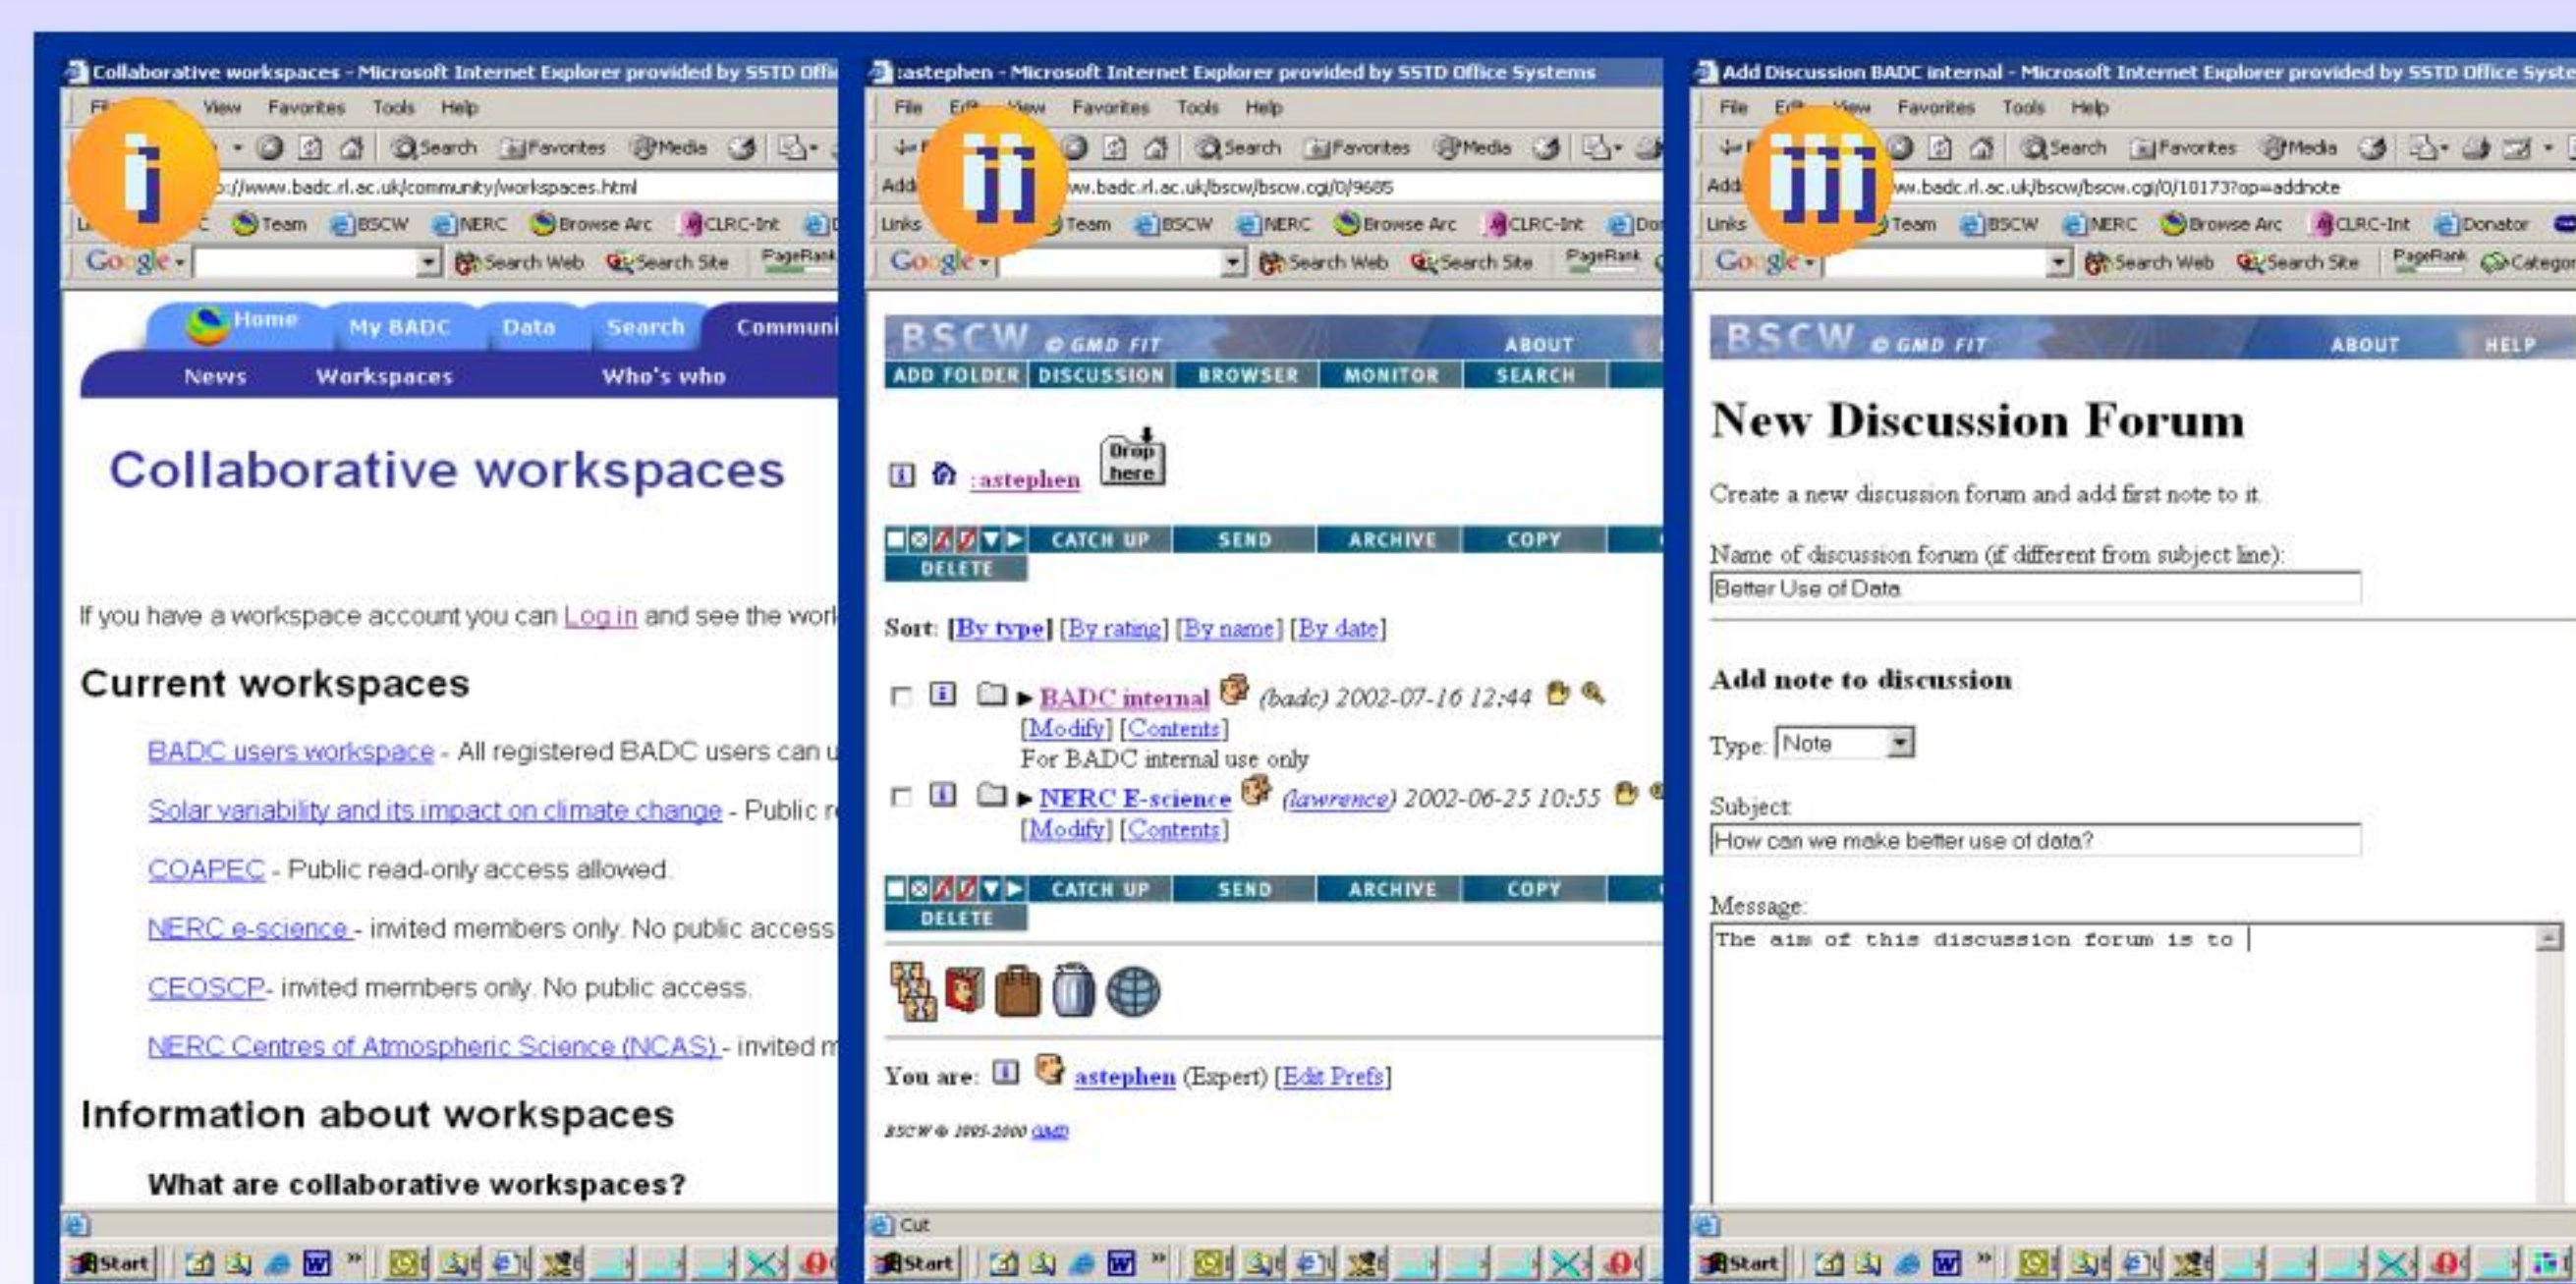 Collaborative workspaces - Microsoft Internet Explorer provided by SSTD
View Favorites Tools Help
Search Favorites Media
://www.badc.rl.ac.uk/community/workspaces.html
Team BSCW NERC Browse Arc CLRC-Int
Google Search Web Search Site PageRank
Home My BADC Data Search
News Workspaces Who's who
Collaborative workspaces
If you have a workspace account you can Log in and see the
Current workspaces
BADC users workspace - All registered BADC users can
Solar variability and its impact on climate change - Public
COAPEC - Public read-only access allowed.
NERC e-science - invited members only. No public access
CEOSCP- invited members only. No public access.
NERC Centres of Atmospheric Science (NCAS) - invited
Information about workspaces
What are collaborative workspaces?
Start
i
:astephen - Microsoft Internet Explorer provided by SSTD Office Systems
File View Favorites Tools Help
Search Favorites Media
ww.badc.rl.ac.uk/bscw/bscw.cgi/0/9685
Links Team BSCW NERC Browse Arc CLRC-Int
Google Search Web Search Site PageRank
BSCW © GMD FIT ABOUT
ADD FOLDER DISCUSSION BROWSER MONITOR SEARCH
:astephen Drop here
CATCH UP SEND ARCHIVE COPY
DELETE
Sort: [By type] [By rating] [By name] [By date]
BADC internal (badc) 2002-07-16 12:44
[Modify] [Contents]
For BADC internal use only
NERC E-science (lawrence) 2002-06-25 10:55
[Modify] [Contents]
CATCH UP SEND ARCHIVE COPY
DELETE
You are: astephen (Expert) [Edit Prefs]
BSCW © 1995-2000 GMD
Cut
Start
ii
Add Discussion BADC internal - Microsoft Internet Explorer provided by SSTD Office
File View Favorites Tools Help
Search Favorites Media
ww.badc.rl.ac.uk/bscw/bscw.cgi/0/10173?op=addnote
Links Team BSCW NERC Browse Arc CLRC-Int Donator
Google Search Web Search Site PageRank
BSCW © GMD FIT ABOUT HELP
New Discussion Forum
Create a new discussion forum and add first note to it.
Name of discussion forum (if different from subject line):
Better Use of Data
Add note to discussion
Type: Note
Subject:
How can we make better use of data?
Message:
The aim of this discussion forum is to
Start
iii